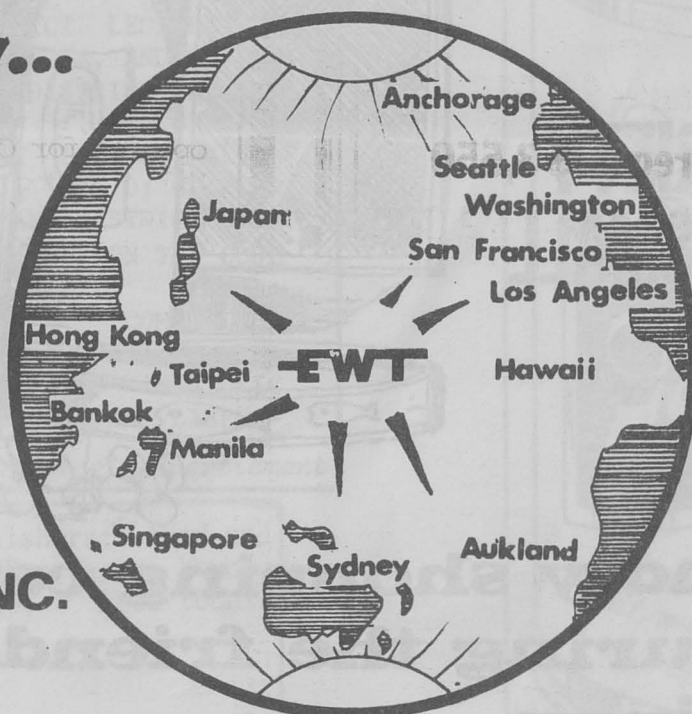 y...
Anchorage
Seattle
Japan
Washington
San Francisco
Los Angeles
Hong Kong
Taipei
EWT
Hawaii
Bankok
Manila
Singapore
Sydney
Aukland
NC.